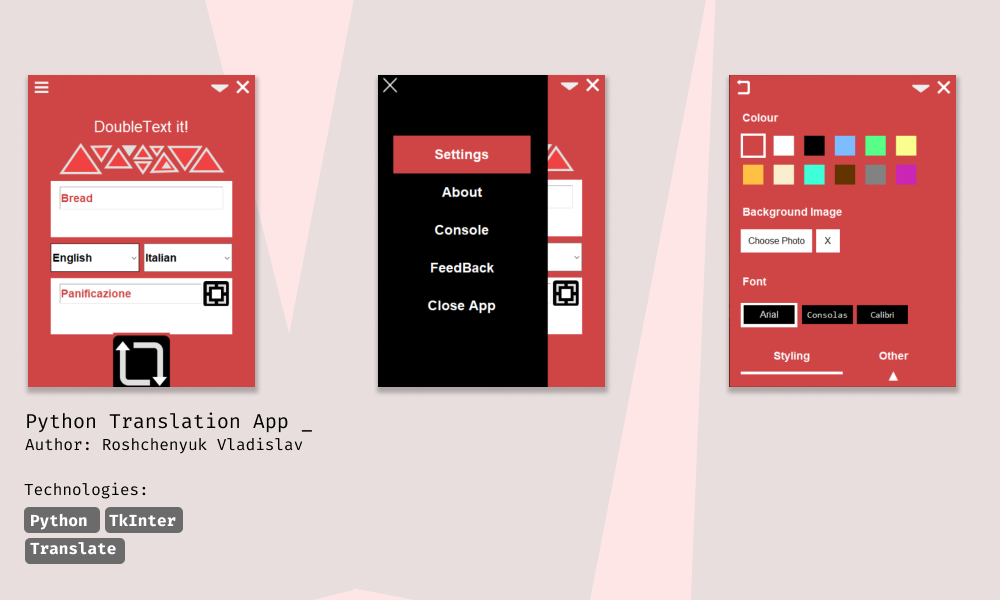 DoubleText it!
Bread
English
Italian
Panificazione
Settings
About
Console
FeedBack
Close App
Colour
Background Image
Choose Photo
X
Font
Arial
Consolas
Calibri
Styling
Other
Python Translation App _
Author: Roshchenyuk Vladislav
Technologies:
Python
TkInter
Translate